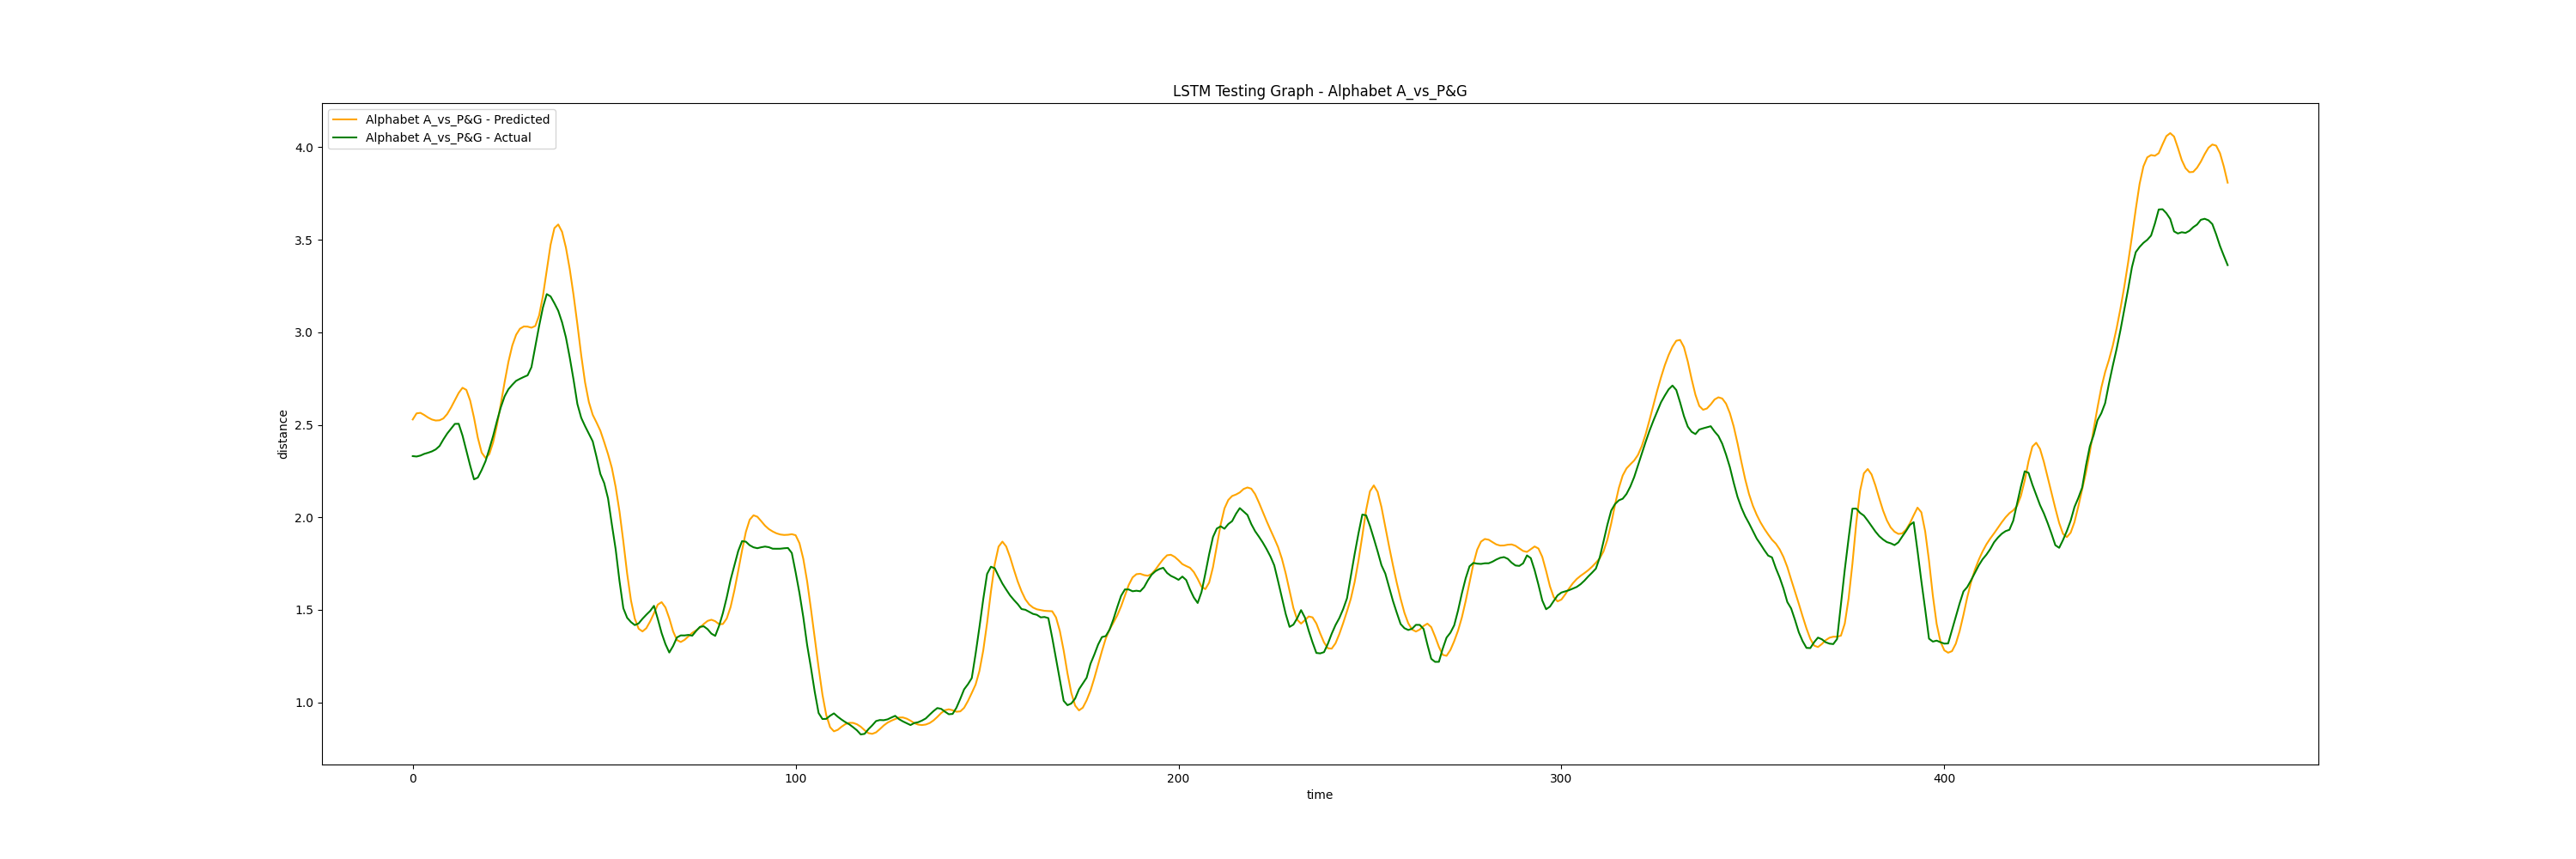 LSTM Testing Graph - Alphabet A_vs_P&G
Alphabet A_vs_P&G - Predicted
Alphabet A_vs_P&G - Actual
4.0
3.5
3.0
2.5
2.0
1.5
1.0
distance
0 100 200 300 400
time